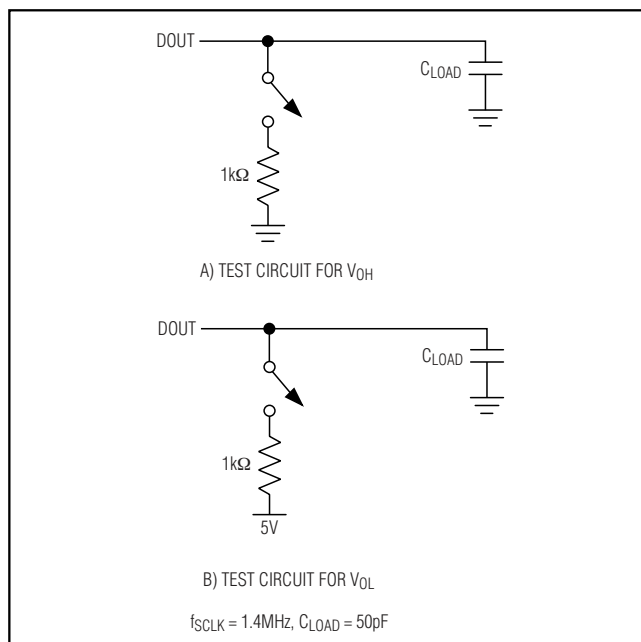 DOUT
CLOAD
1kΩ
A) TEST CIRCUIT FOR VOH
DOUT
CLOAD
1kΩ
5V
B) TEST CIRCUIT FOR VOL
fSCLK = 1.4MHz, CLOAD = 50pF